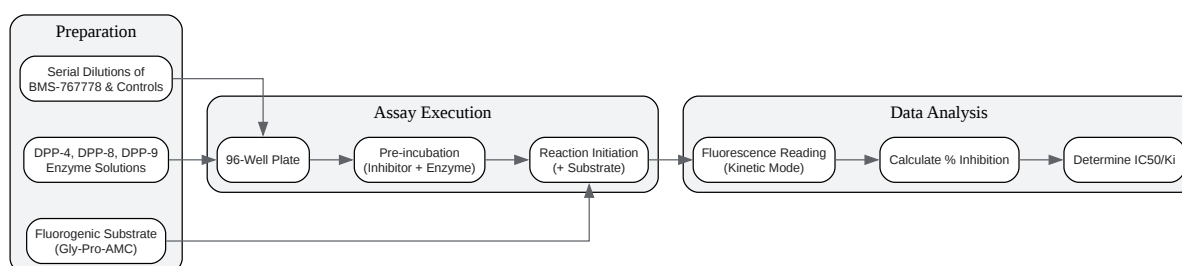 Preparation
Serial Dilutions of
BMS-767778 & Controls
DPP-4, DPP-8, DPP-9
Enzyme Solutions
Fluorogenic Substrate
(Gly-Pro-AMC)
Assay Execution
96-Well Plate
Pre-incubation
(Inhibitor + Enzyme)
Reaction Initiation
(+ Substrate)
Data Analysis
Fluorescence Reading
(Kinetic Mode)
Calculate % Inhibition
Determine IC50/Ki